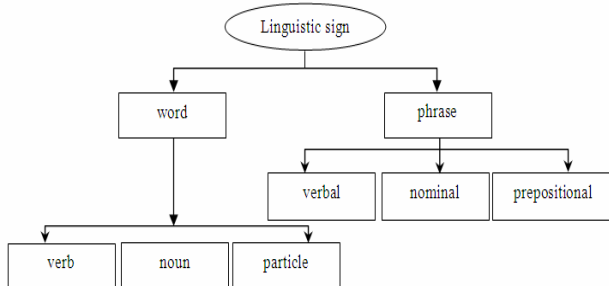 Linguistic sign
word
phrase
verbal
nominal
prepositional
verb
noun
particle